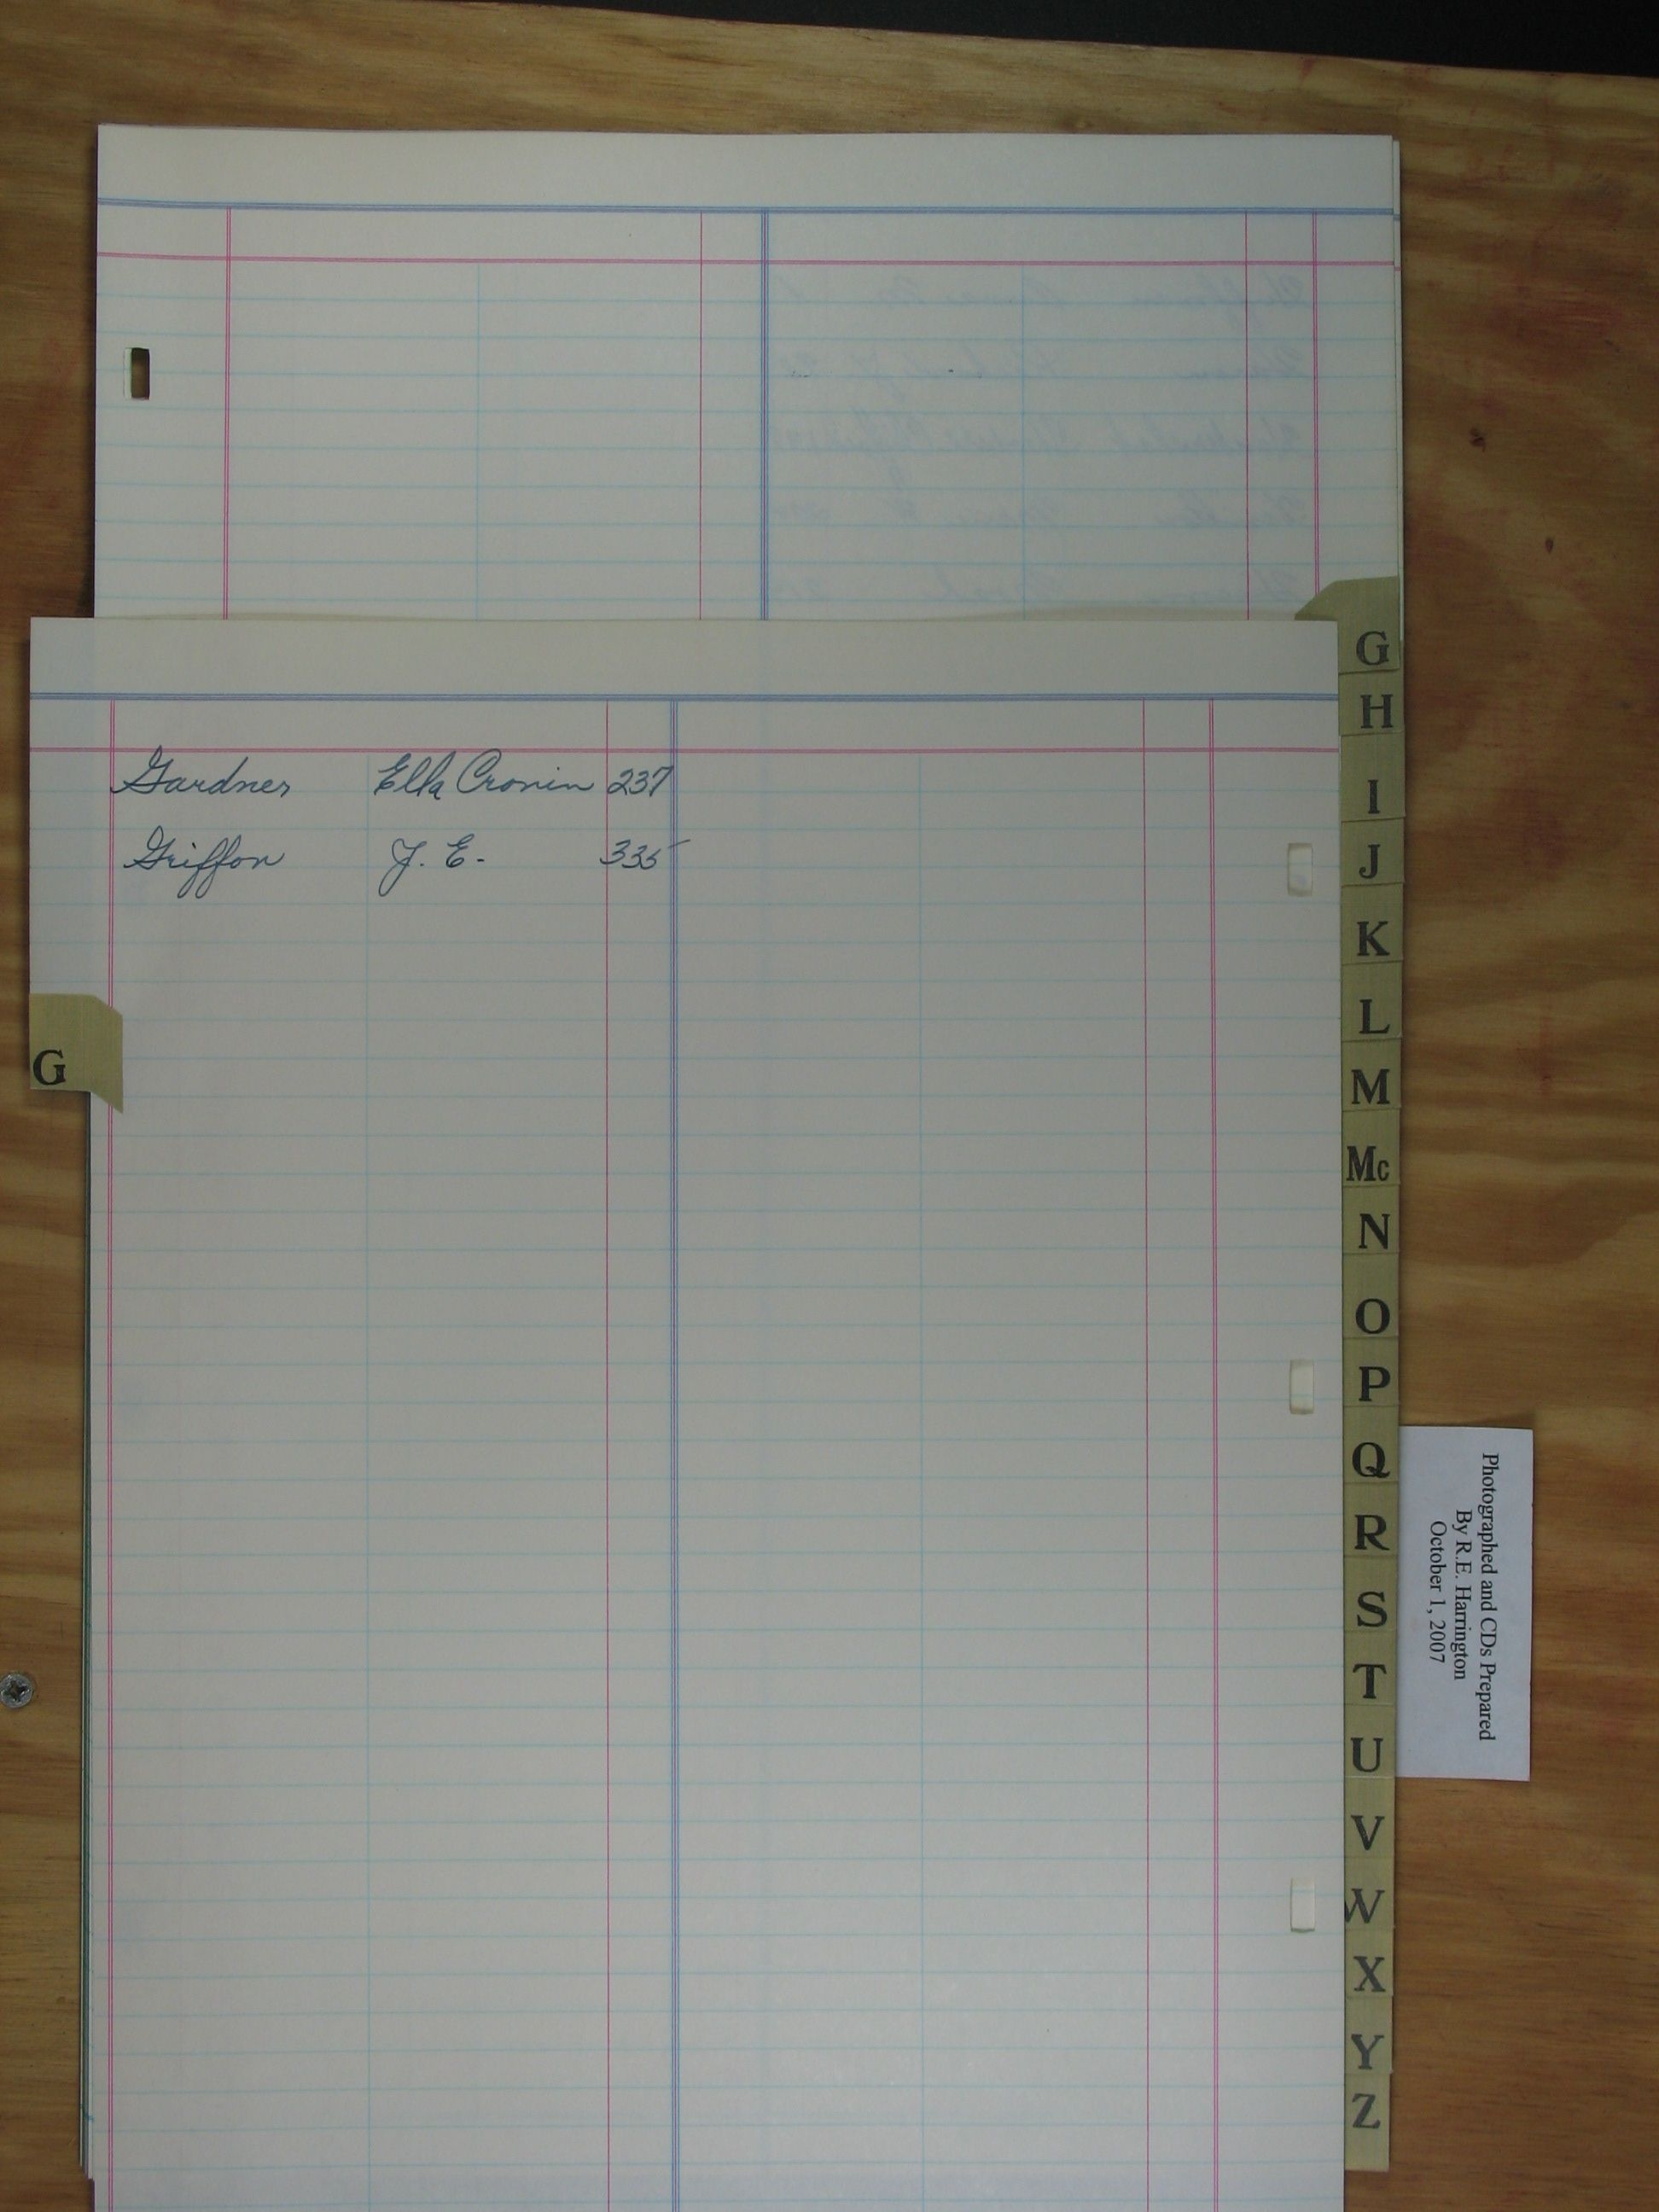 G
H
Gardner Ella Cronin 237
I
Griffon J. E. 335
J
K
L
G
M
Mc
N
O
P
Q
R
S
T
U
V
W
X
Y
Z
Photographed and CDs Prepared
By R.E. Harrington
October 1, 2007